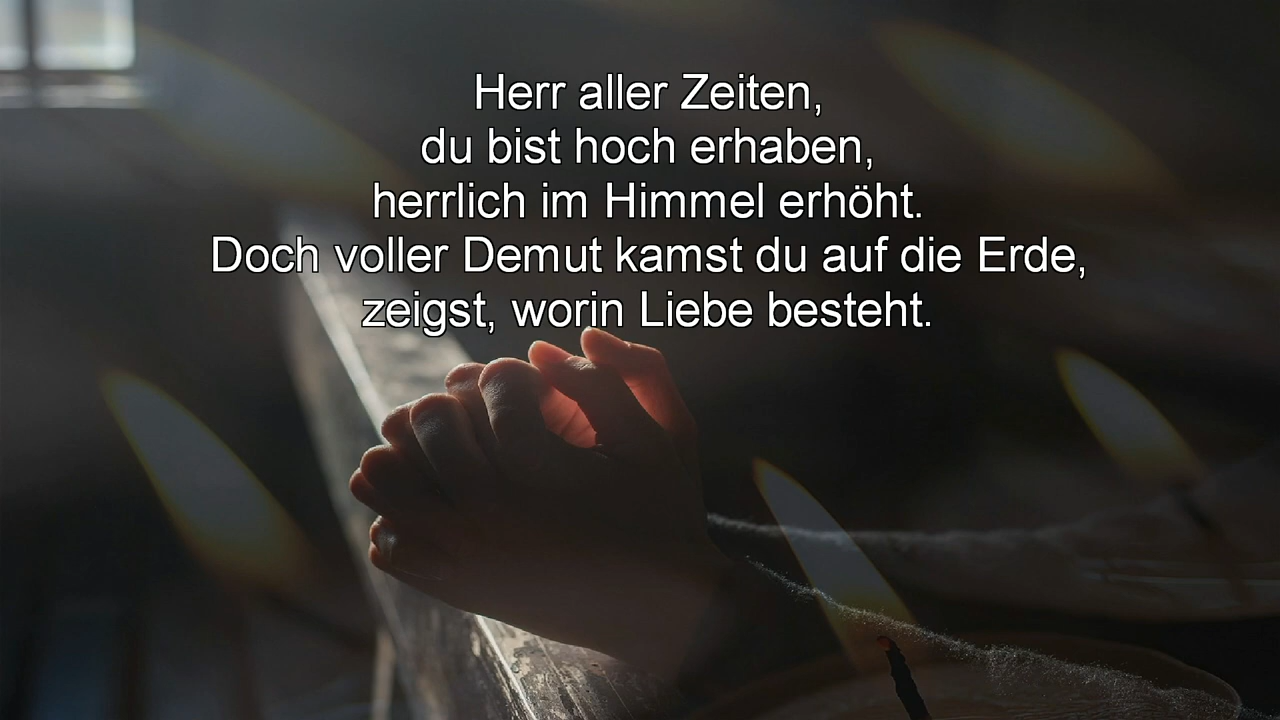 Herr aller Zeiten,
du bist hoch erhaben,
herrlich im Himmel erhöht.
Doch voller Demut kamst du auf die Erde,
zeigst, worin Liebe besteht.